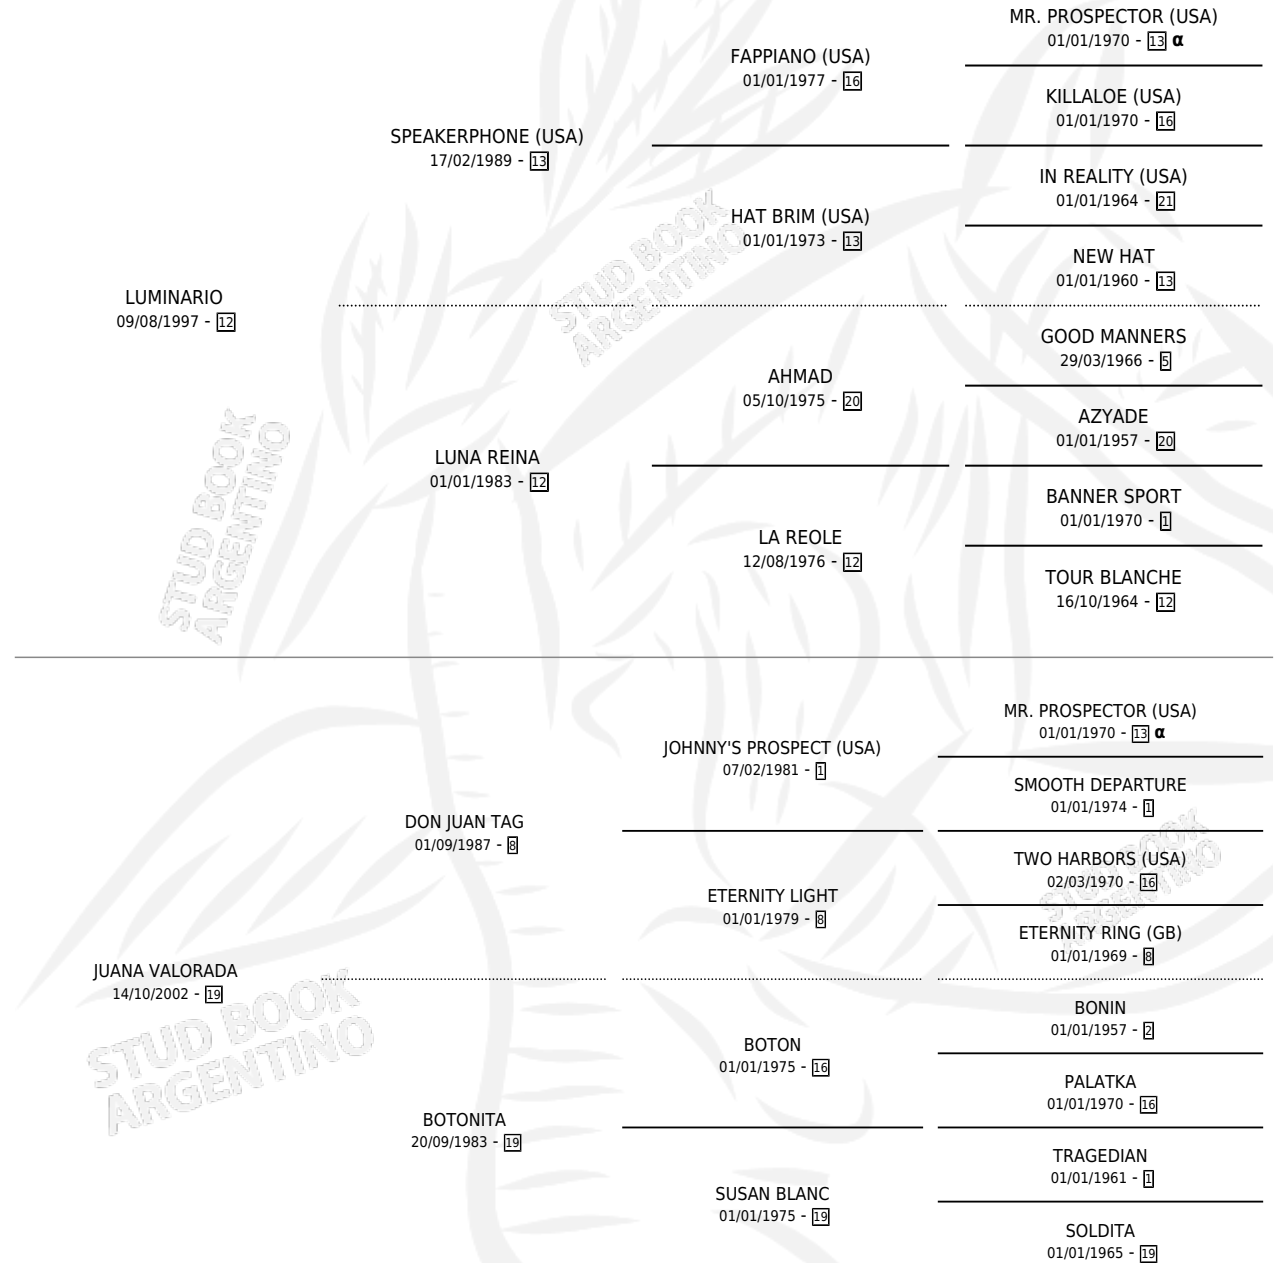 MR. PROSPECTOR (USA)
01/01/1970 - 13 α
FAPPIANO (USA)
01/01/1977 - 16
KILLALOE (USA)
01/01/1970 - 16
SPEAKERPHONE (USA)
17/02/1989 - 13
IN REALITY (USA)
01/01/1964 - 21
HAT BRIM (USA)
01/01/1973 - 13
NEW HAT
01/01/1960 - 13
LUMINARIO
09/08/1997 - 12
GOOD MANNERS
29/03/1966 - 5
AHMAD
05/10/1975 - 20
AZYADE
01/01/1957 - 20
LUNA REINA
01/01/1983 - 12
BANNER SPORT
01/01/1970 - 1
LA REOLE
12/08/1976 - 12
TOUR BLANCHE
16/10/1964 - 12
STUD BOOK
ARGENTINO
STUD BOOK
ARGENTINO
MR. PROSPECTOR (USA)
01/01/1970 - 13 α
JOHNNY'S PROSPECT (USA)
07/02/1981 - 1
SMOOTH DEPARTURE
01/01/1974 - 1
DON JUAN TAG
01/09/1987 - 8
TWO HARBORS (USA)
02/03/1970 - 16
ETERNITY LIGHT
01/01/1979 - 8
ETERNITY RING (GB)
01/01/1969 - 8
STUD BOOK
ARGENTINO
JUANA VALORADA
14/10/2002 - 19
BONIN
01/01/1957 - 2
BOTON
01/01/1975 - 16
PALATKA
01/01/1970 - 16
BOTONITA
20/09/1983 - 19
TRAGEDIAN
01/01/1961 - 1
SUSAN BLANC
01/01/1975 - 19
SOLDITA
01/01/1965 - 19
STUD BOOK
ARGENTINO